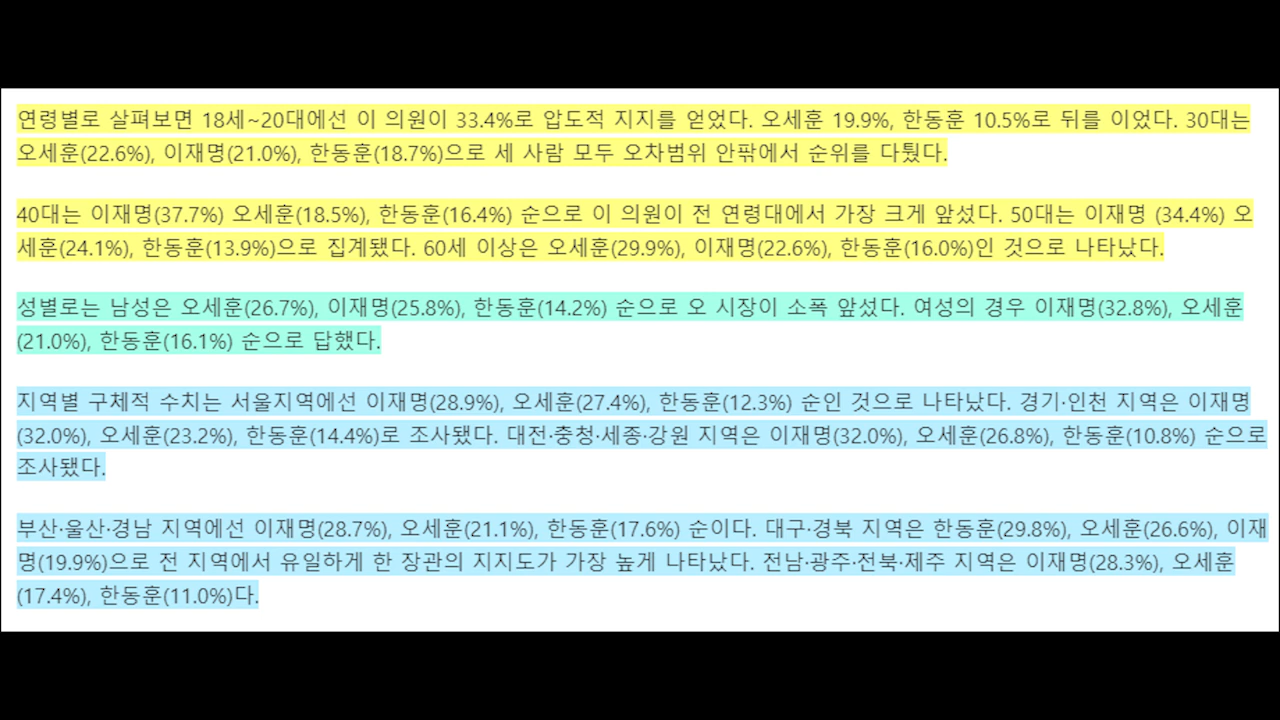 연령별로 살펴보면 18세~20대에선 이 의원이 33.4%로 압도적 지지를 얻었다. 오세훈 19.9%, 한동훈 10.5%로 뒤를 이었다. 30대는
오세훈(22.6%), 이재명(21.0%), 한동훈(18.7%)으로 세 사람 모두 오차범위 안팎에서 순위를 다퉜다.
40대는 이재명(37.7%) 오세훈(18.5%), 한동훈(16.4%) 순으로 이 의원이 전 연령대에서 가장 크게 앞섰다. 50대는 이재명 (34.4%) 오
세훈(24.1%), 한동훈(13.9%)으로 집계됐다. 60세 이상은 오세훈(29.9%), 이재명(22.6%), 한동훈(16.0%)인 것으로 나타났다.
성별로는 남성은 오세훈(26.7%), 이재명(25.8%), 한동훈(14.2%) 순으로 오 시장이 소폭 앞섰다. 여성의 경우 이재명(32.8%), 오세훈
(21.0%), 한동훈(16.1%) 순으로 답했다.
지역별 구체적 수치는 서울지역에선 이재명(28.9%), 오세훈(27.4%), 한동훈(12.3%) 순인 것으로 나타났다. 경기·인천 지역은 이재명
(32.0%), 오세훈(23.2%), 한동훈(14.4%)로 조사됐다. 대전·충청·세종·강원 지역은 이재명(32.0%), 오세훈(26.8%), 한동훈(10.8%) 순으로
조사됐다.
부산·울산·경남 지역에선 이재명(28.7%), 오세훈(21.1%), 한동훈(17.6%) 순이다. 대구·경북 지역은 한동훈(29.8%), 오세훈(26.6%), 이재
명(19.9%)으로 전 지역에서 유일하게 한 장관의 지지도가 가장 높게 나타났다. 전남·광주·전북·제주 지역은 이재명(28.3%), 오세훈
(17.4%), 한동훈(11.0%)다.